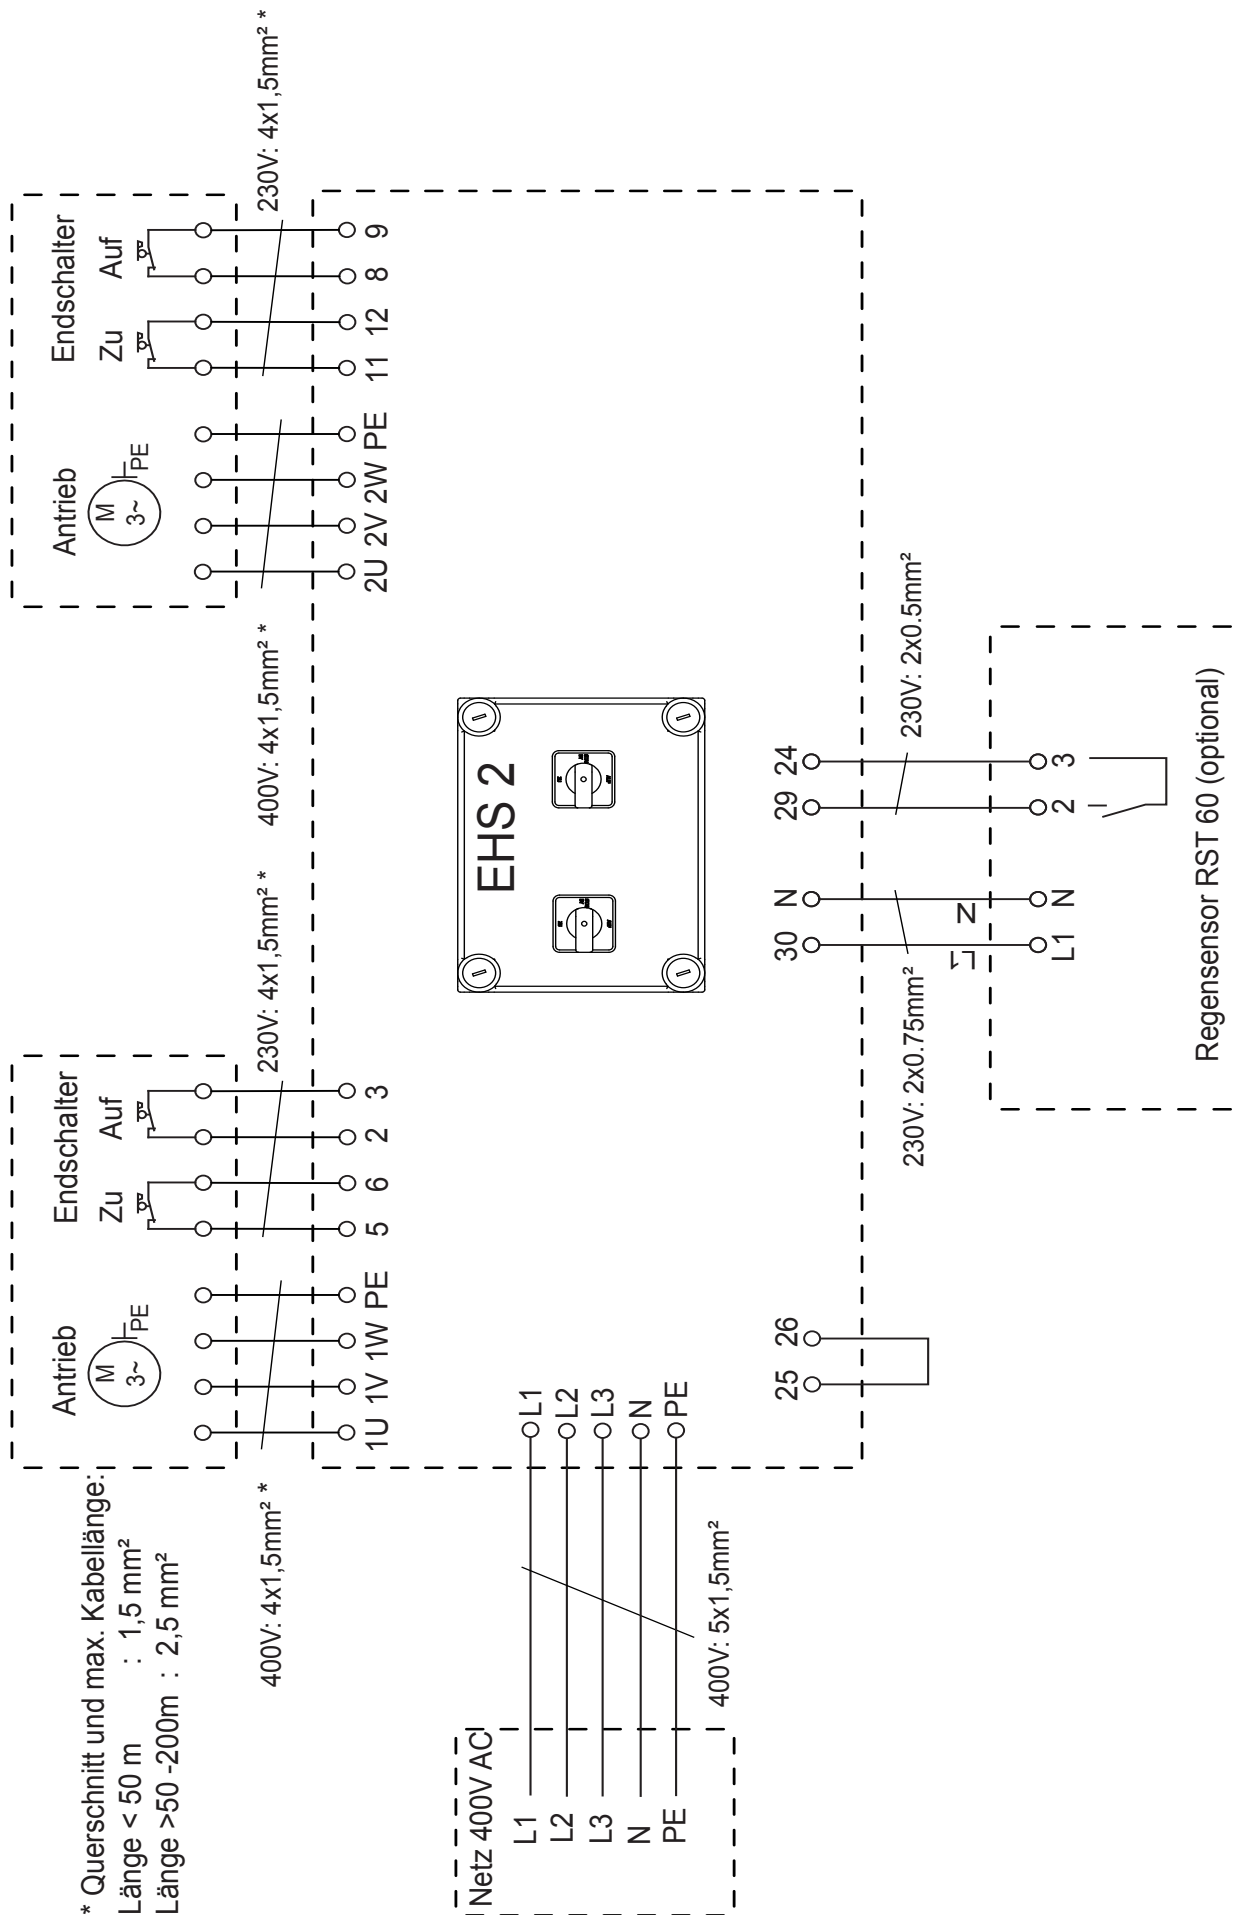 * Querschnitt und max. Kabellänge:
Länge < 50 m : 1,5 mm²
Länge >50 -200m : 2,5 mm²
Antrieb
M
3~
PE
Endschalter
Zu
Auf
400V: 4x1,5mm² *
230V: 4x1,5mm² *
1U 1V 1W PE 5 6 2 3
Antrieb
M
3~
PE
Endschalter
Zu
Auf
400V: 4x1,5mm² *
230V: 4x1,5mm² *
2U 2V 2W PE 11 12 8 9
EHS 2
Netz 400V AC
L1
L2
L3
N
PE
400V: 5x1,5mm²
L1
L2
L3
N
PE
25 26
30 N 29 24
230V: 2x0.75mm²
230V: 2x0.5mm²
L1 N
L1 N 2 3
Regensensor RST 60 (optional)